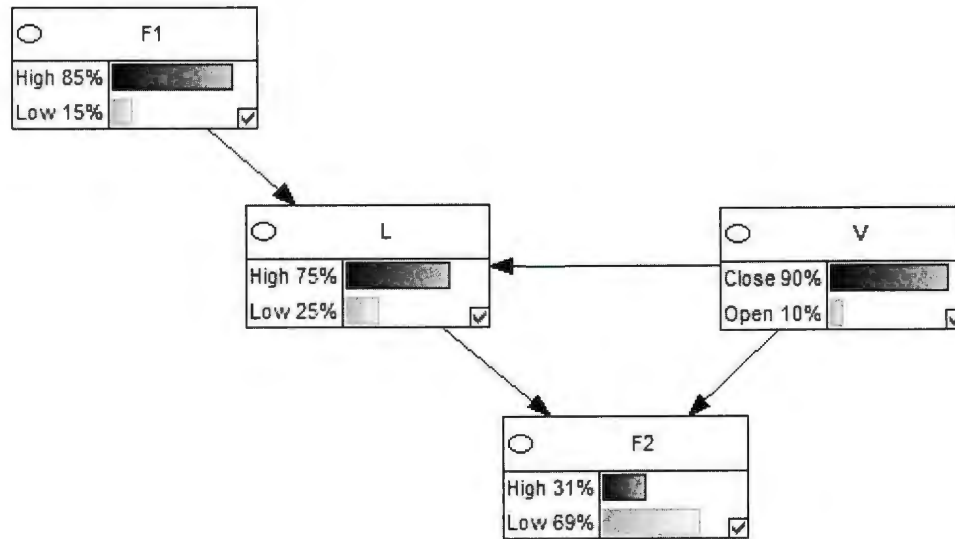 F1
High 85%
Low 15%
L
High 75%
Low 25%
V
Close 90%
Open 10%
F2
High 31%
Low 69%